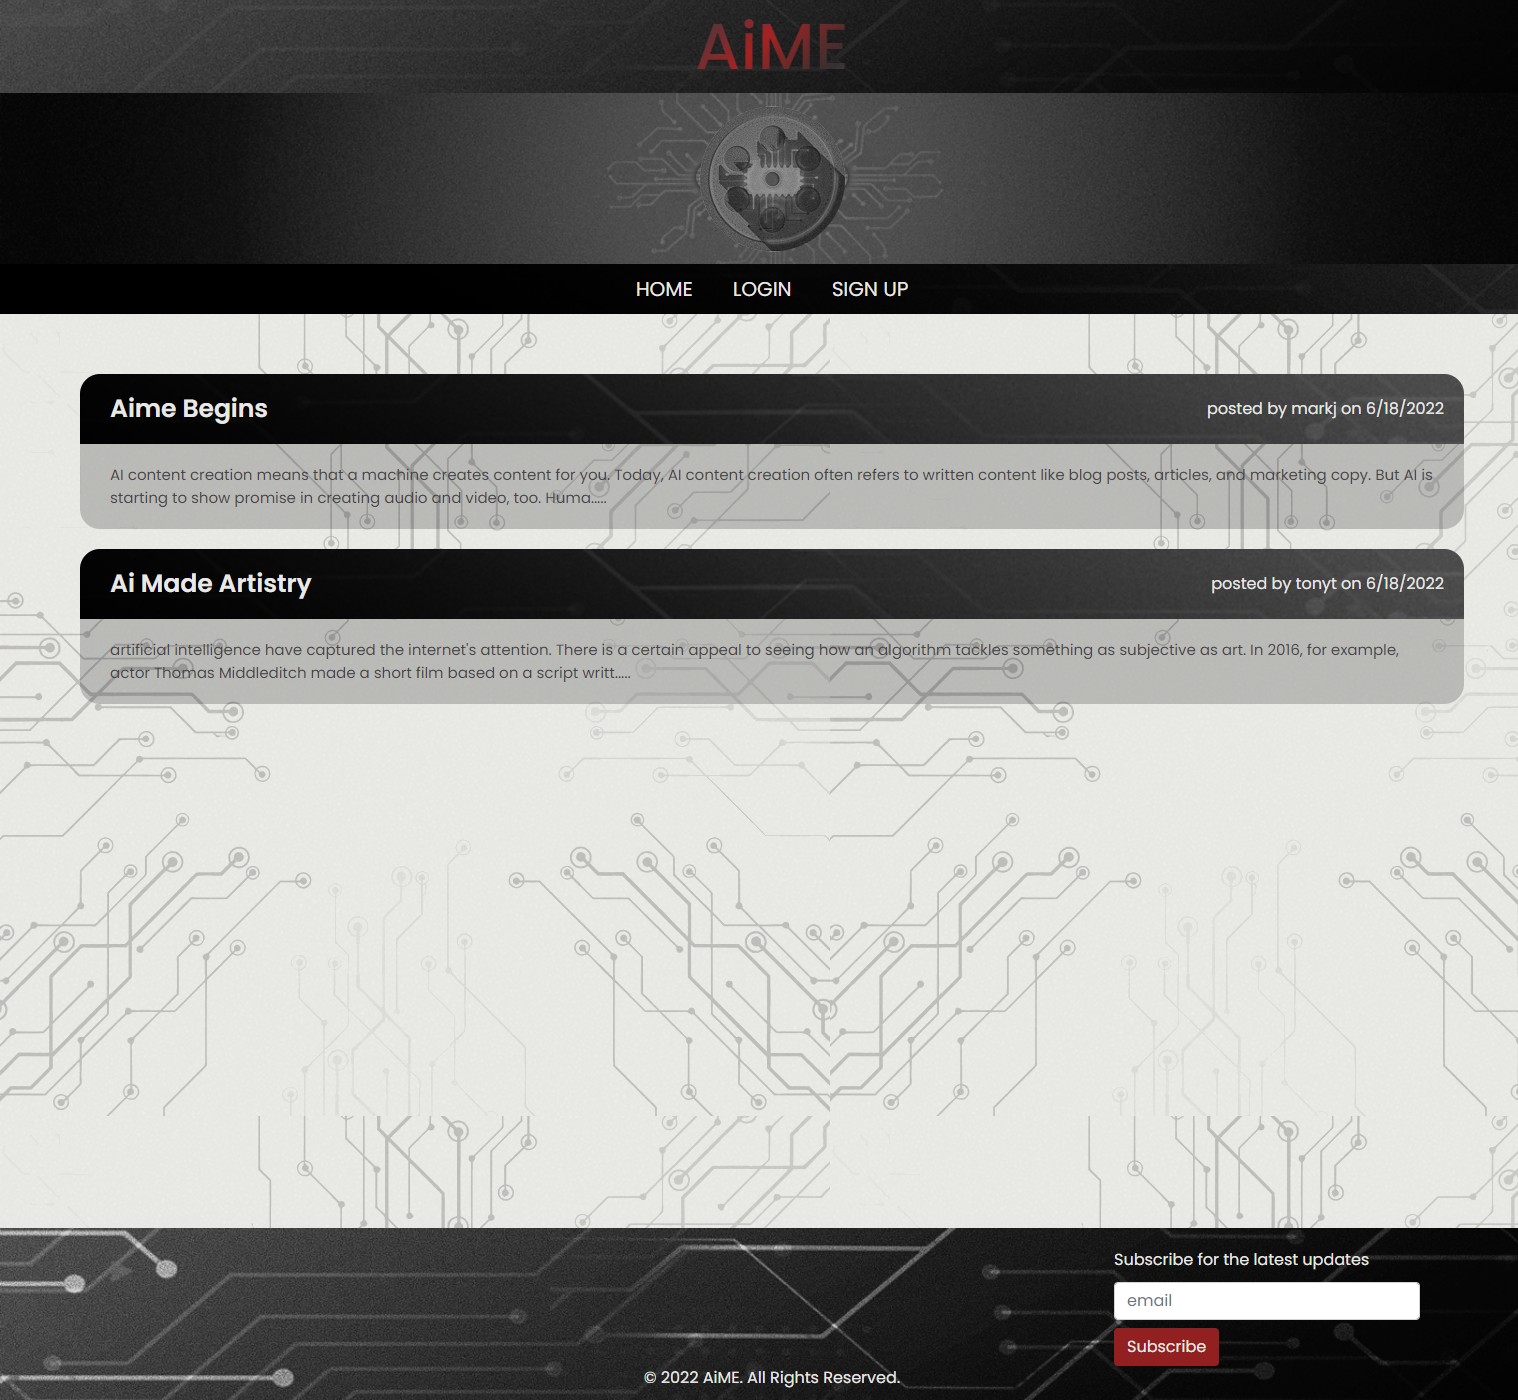 AiME
HOME LOGIN SIGN UP
Aime Begins
posted by markj on 6/18/2022
AI content creation means that a machine creates content for you. Today, AI content creation often refers to written content like blog posts, articles, and marketing copy. But AI is
starting to show promise in creating audio and video, too. Huma.....
Ai Made Artistry
posted by tonyt on 6/18/2022
artificial intelligence have captured the internet's attention. There is a certain appeal to seeing how an algorithm tackles something as subjective as art. In 2016, for example,
actor Thomas Middleditch made a short film based on a script writt.....
Subscribe for the latest updates
email
Subscribe
© 2022 AiME. All Rights Reserved.